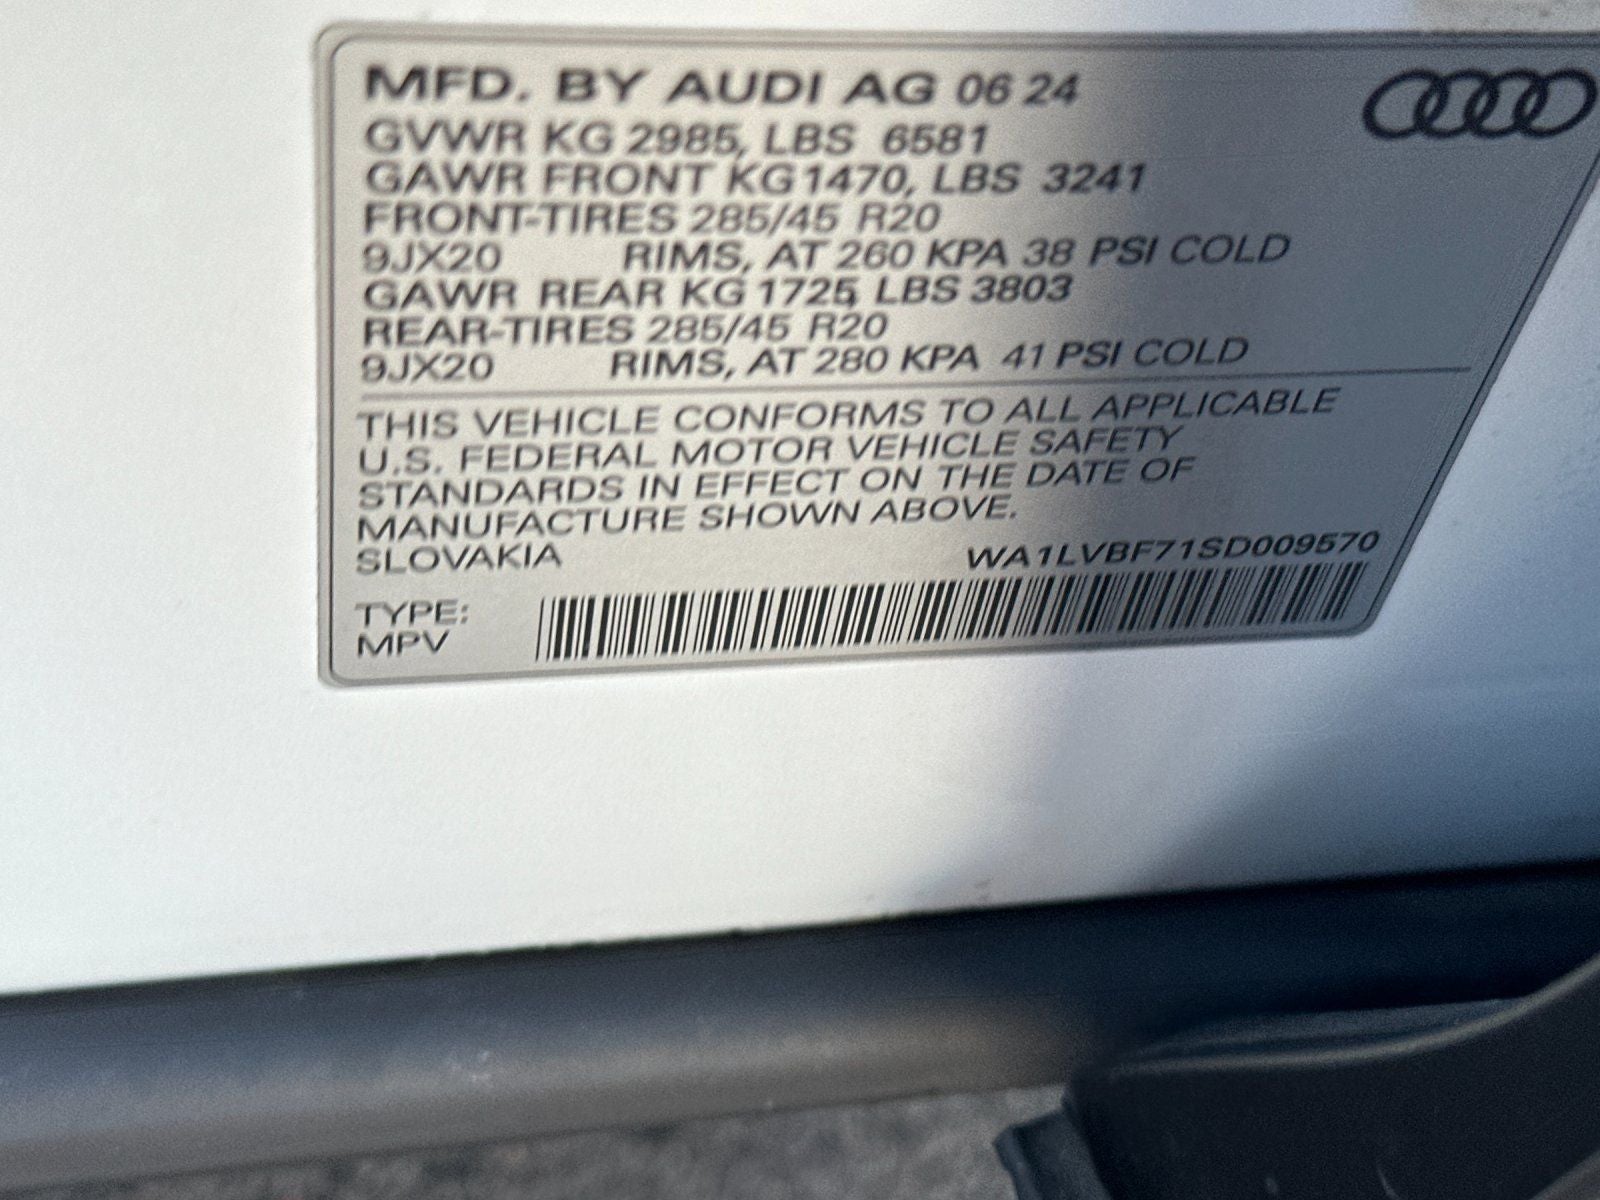 MFD. BY AUDI AG 06 24
GVWR KG 2985, LBS 6581
GAWR FRONT KG 1470, LBS 3241
FRONT-TIRES 285/45 R20
9JX20 RIMS, AT 260 KPA 38 PSI COLD
GAWR REAR KG 1725, LBS 3803
REAR-TIRES 285/45 R20
9JX20 RIMS, AT 280 KPA 41 PSI COLD
THIS VEHICLE CONFORMS TO ALL APPLICABLE
U.S. FEDERAL MOTOR VEHICLE SAFETY
STANDARDS IN EFFECT ON THE DATE OF
MANUFACTURE SHOWN ABOVE.
SLOVAKIA WA1LVBF71SD009570
TYPE:
MPV